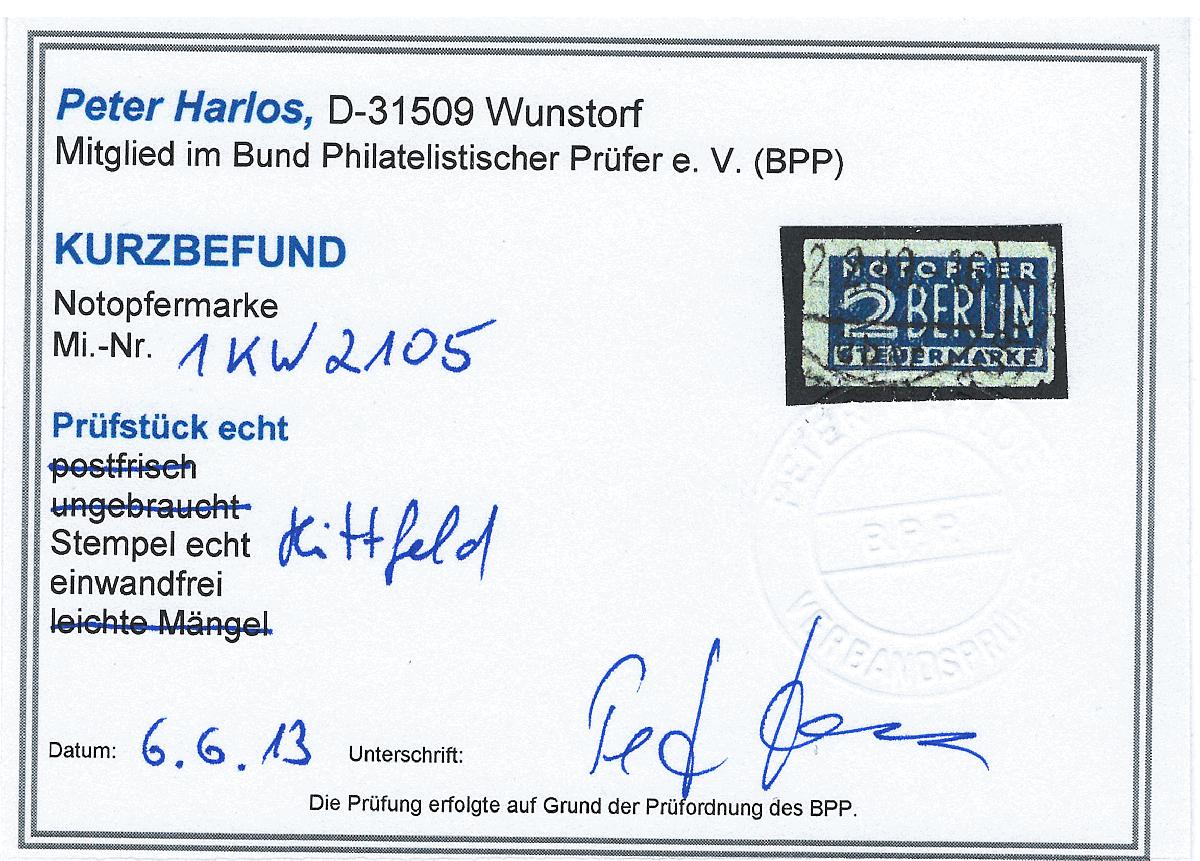 Peter Harlos, D-31509 Wunstorf
Mitglied im Bund Philatelistischer Prüfer e. V. (BPP)
KURZBEFUND
Notopfermarke
Mi.-Nr. 1 KW 2105
NOTOPFER
2 BERLIN
STEUERMARKE
Prüfstück echt
postfrisch
ungebraucht
Stempel echt Hittfeld
einwandfrei
leichte Mängel
BPP
VERBANDSPRÜ
Datum: 6.6.13 Unterschrift:
Die Prüfung erfolgte auf Grund der Prüfordnung des BPP.